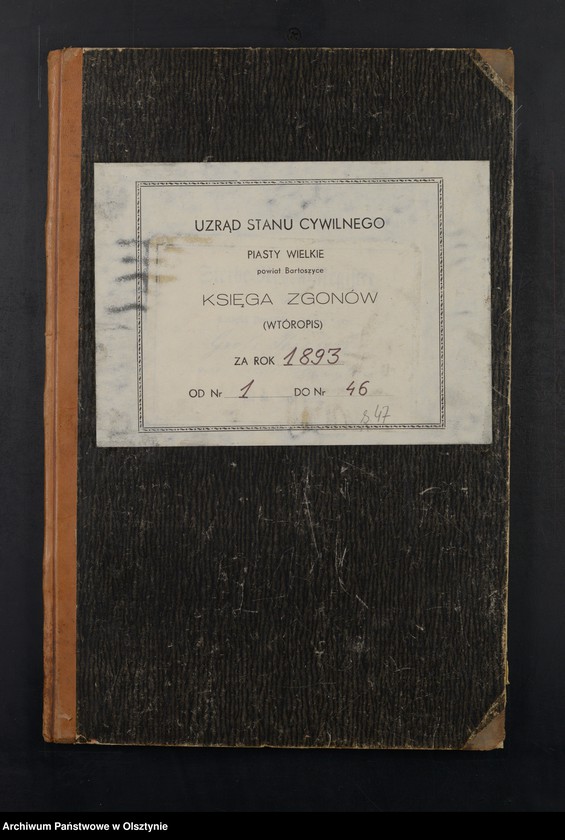 UZRĄD STANU CYWILNEGO
PIASTY WIELKIE
powiat Bartoszyce
KSIĘGA ZGONÓW
(WTÓROPIS)
ZA ROK 1893
OD Nr 1 DO Nr 46
47
Archiwum Państwowe w Olsztynie